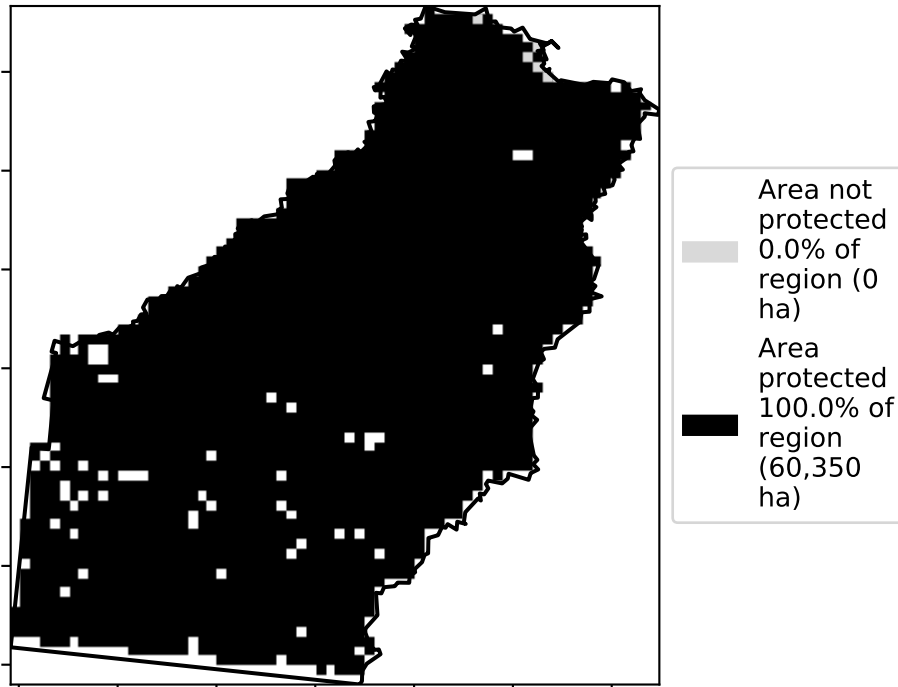 Area not
protected
0.0% of
region (0
ha)
Area
protected
100.0% of
region
(60,350
ha)